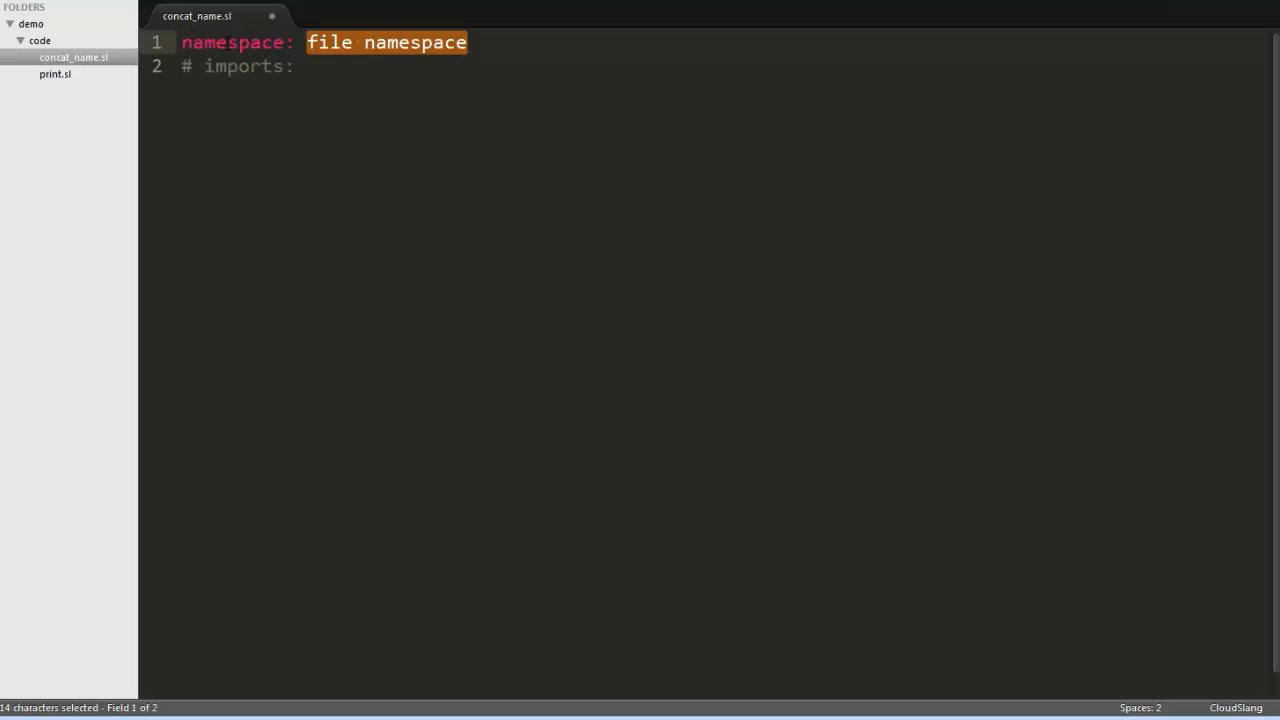 FOLDERS
demo
code
concat_name.sl
print.sl
concat_name.sl
1 namespace: file namespace
2 # imports:
14 characters selected - Field 1 of 2
Spaces: 2
CloudSlang